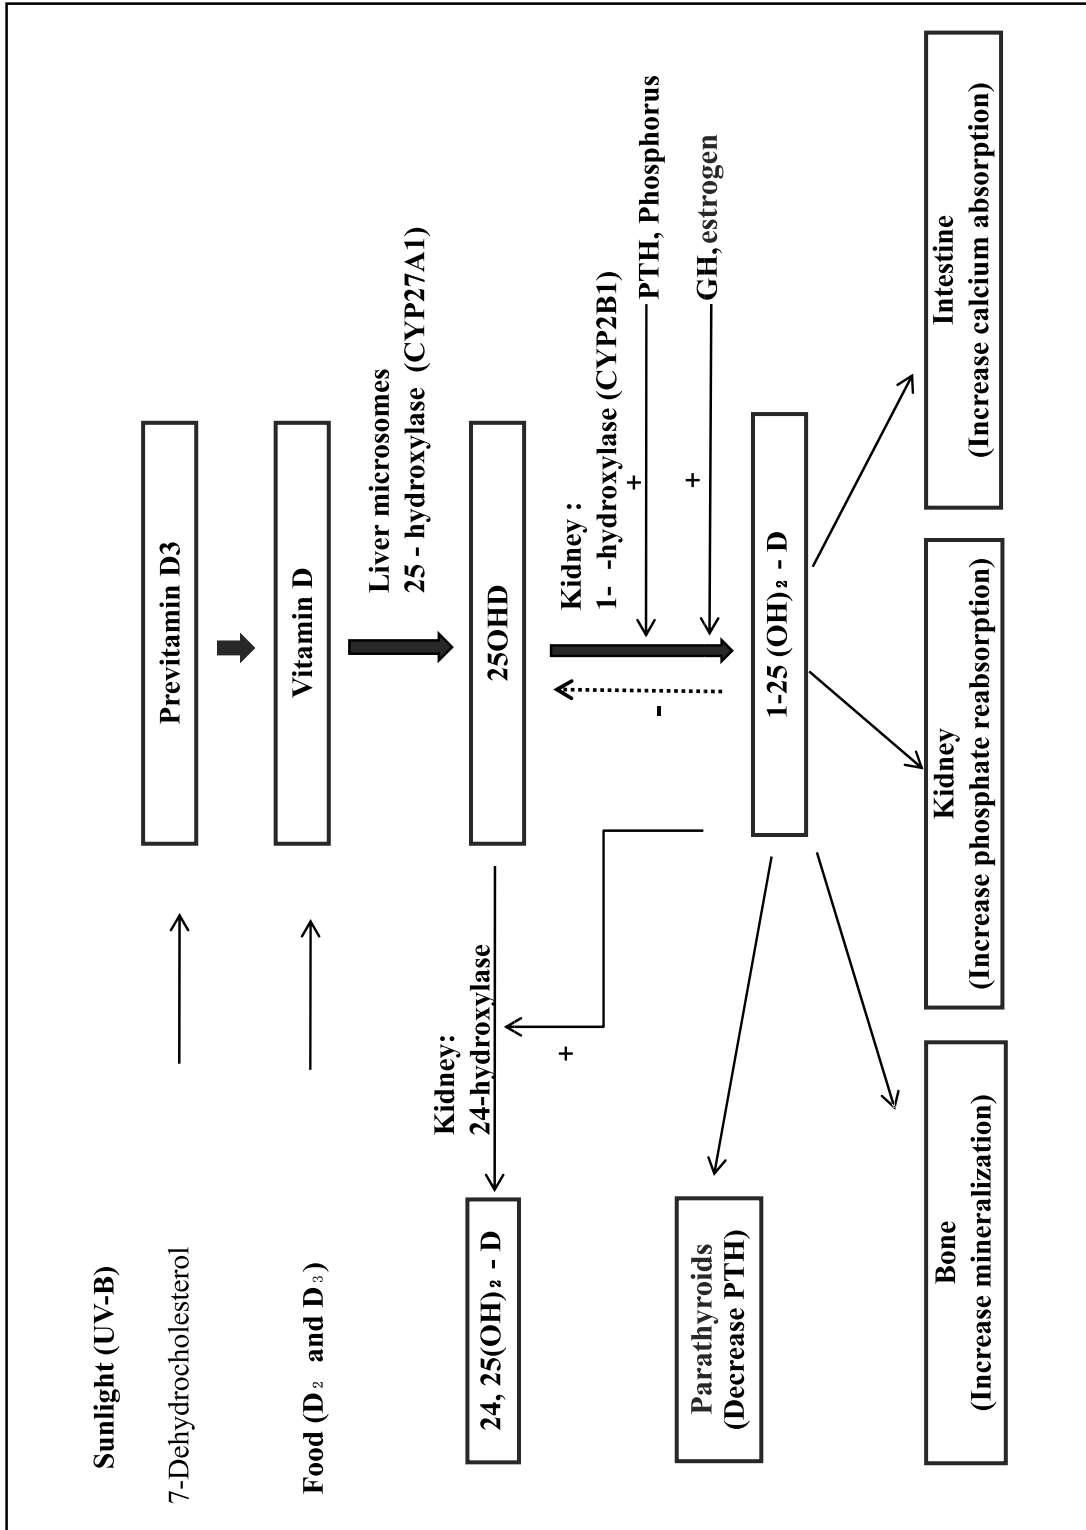 Sunlight (UV-B)
7-Dehydrocholesterol
Previtamin D3
Food (D₂ and D₃)
Vitamin D
Liver microsomes
25 - hydroxylase (CYP27A1)
Kidney:
24-hydroxylase
24, 25(OH)₂ - D
25OHD
Kidney :
1- -hydroxylase (CYP2B1)
+
PTH, Phosphorus
+
GH, estrogen
-
+
1-25 (OH)₂ - D
Parathyroids
(Decrease PTH)
Bone
(Increase mineralization)
Kidney
(Increase phosphate reabsorption)
Intestine
(Increase calcium absorption)